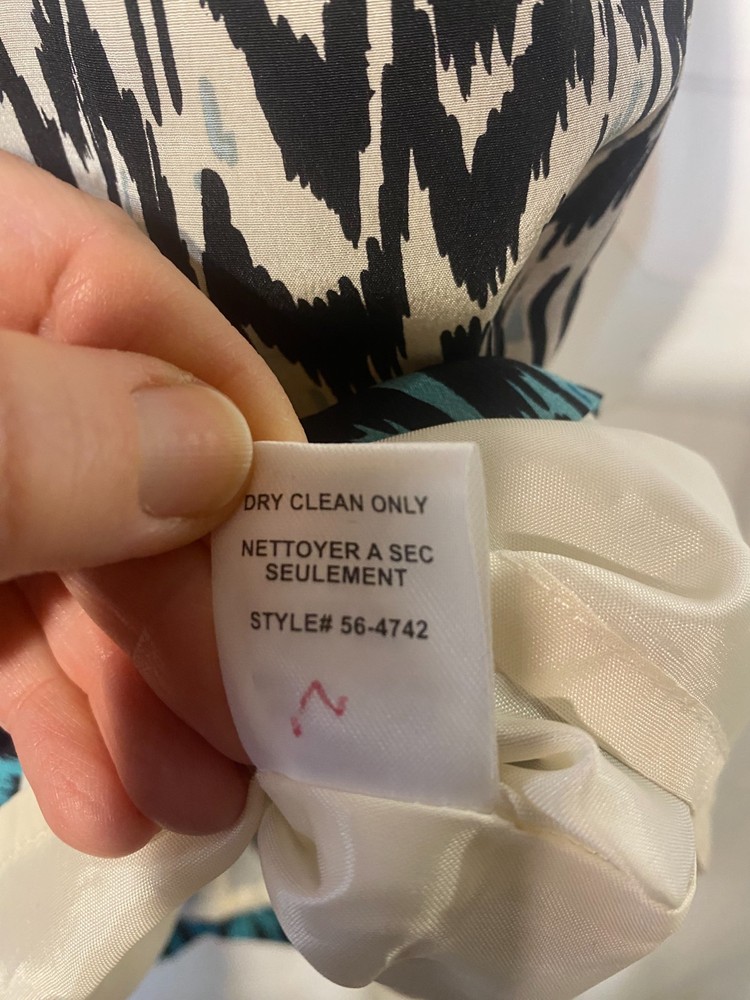 DRY CLEAN ONLY
NETTOYER A SEC
SEULEMENT
STYLE# 56-4742